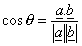 cos θ = a.b / |a||b|